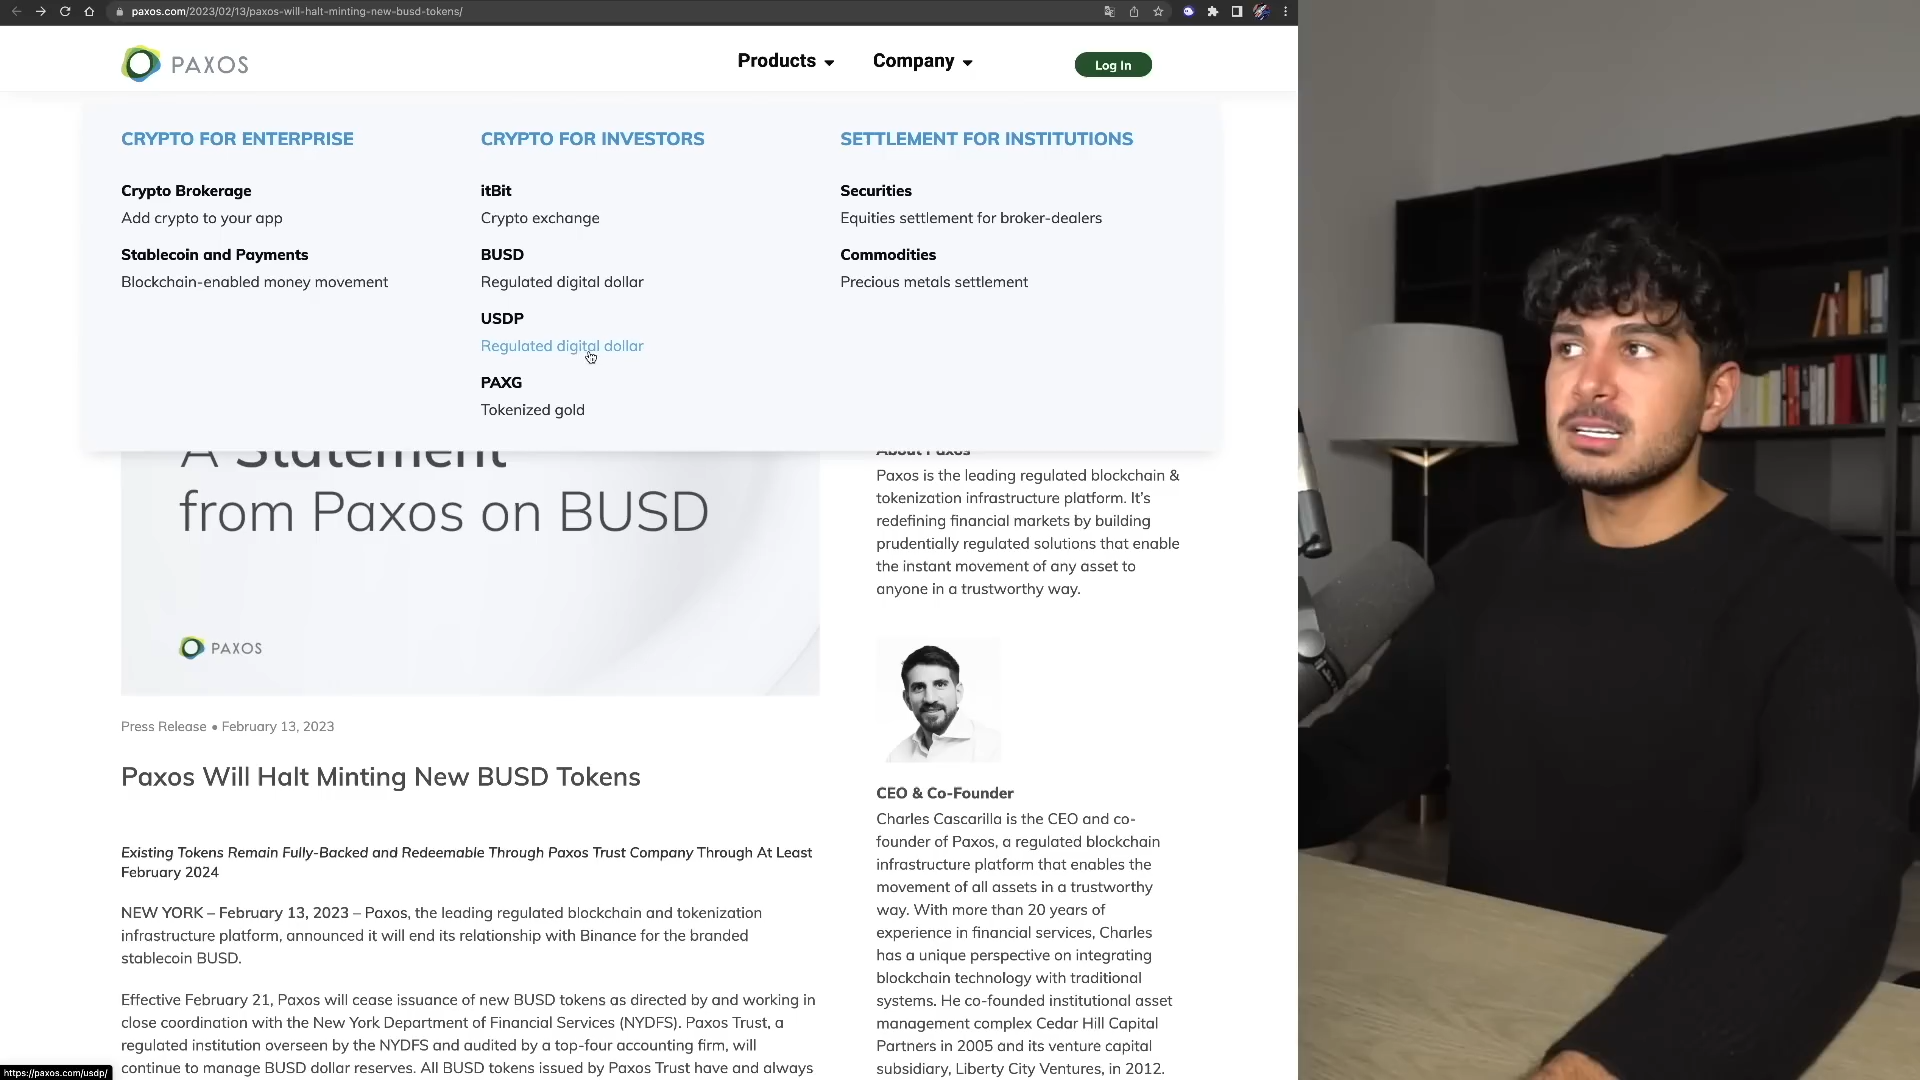 paxos.com/2023/02/13/paxos-will-halt-minting-new-busd-tokens/
PAXOS
Products
Company
Log In
CRYPTO FOR ENTERPRISE
Crypto Brokerage
Add crypto to your app
Stablecoin and Payments
Blockchain-enabled money movement
CRYPTO FOR INVESTORS
itBit
Crypto exchange
BUSD
Regulated digital dollar
USDP
Regulated digital dollar
PAXG
Tokenized gold
SETTLEMENT FOR INSTITUTIONS
Securities
Equities settlement for broker-dealers
Commodities
Precious metals settlement
A Statement
from Paxos on BUSD
PAXOS
Press Release • February 13, 2023
Paxos Will Halt Minting New BUSD Tokens
Existing Tokens Remain Fully-Backed and Redeemable Through Paxos Trust Company Through At Least
February 2024
NEW YORK – February 13, 2023 – Paxos, the leading regulated blockchain and tokenization
infrastructure platform, announced it will end its relationship with Binance for the branded
stablecoin BUSD.
Effective February 21, Paxos will cease issuance of new BUSD tokens as directed by and working in
close coordination with the New York Department of Financial Services (NYDFS). Paxos Trust, a
regulated institution overseen by the NYDFS and audited by a top-four accounting firm, will
continue to manage BUSD dollar reserves. All BUSD tokens issued by Paxos Trust have and always
About Paxos
Paxos is the leading regulated blockchain &
tokenization infrastructure platform. It's
redefining financial markets by building
prudentially regulated solutions that enable
the instant movement of any asset to
anyone in a trustworthy way.
CEO & Co-Founder
Charles Cascarilla is the CEO and co-
founder of Paxos, a regulated blockchain
infrastructure platform that enables the
movement of all assets in a trustworthy
way. With more than 20 years of
experience in financial services, Charles
has a unique perspective on integrating
blockchain technology with traditional
systems. He co-founded institutional asset
management complex Cedar Hill Capital
Partners in 2005 and its venture capital
subsidiary, Liberty City Ventures, in 2012.
https://paxos.com/usdp/